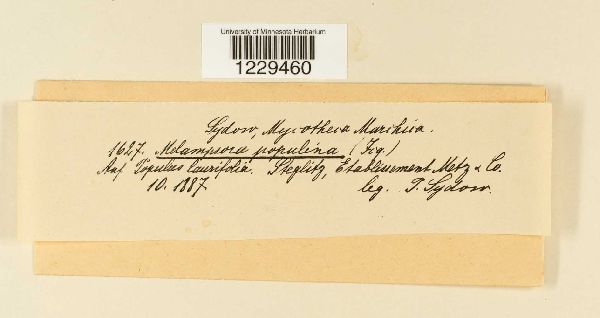 University of Minnesota Herbarium
1229460
Sydow, Mycotheca Marchica.
1627. Melampsora populina (Jcq.)
Auf Populus laurifolia. Steglitz, Etablissement Metz & Co.
10. 1887. leg. P. Sydow.